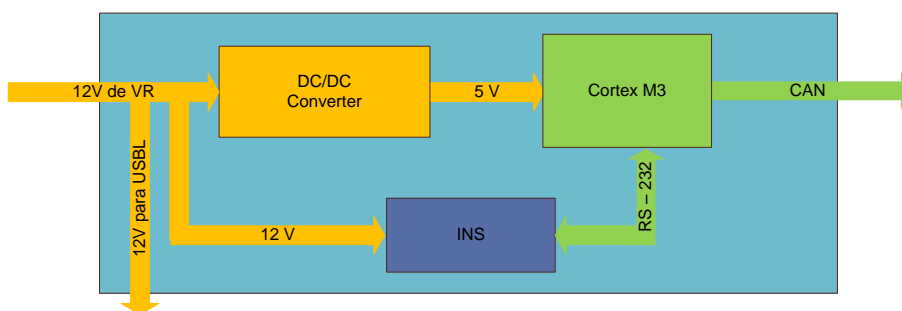 DC/DC
Converter
Cortex M3
12V de VR
5 V
CAN
12V para USBL
RS – 232
12 V
INS